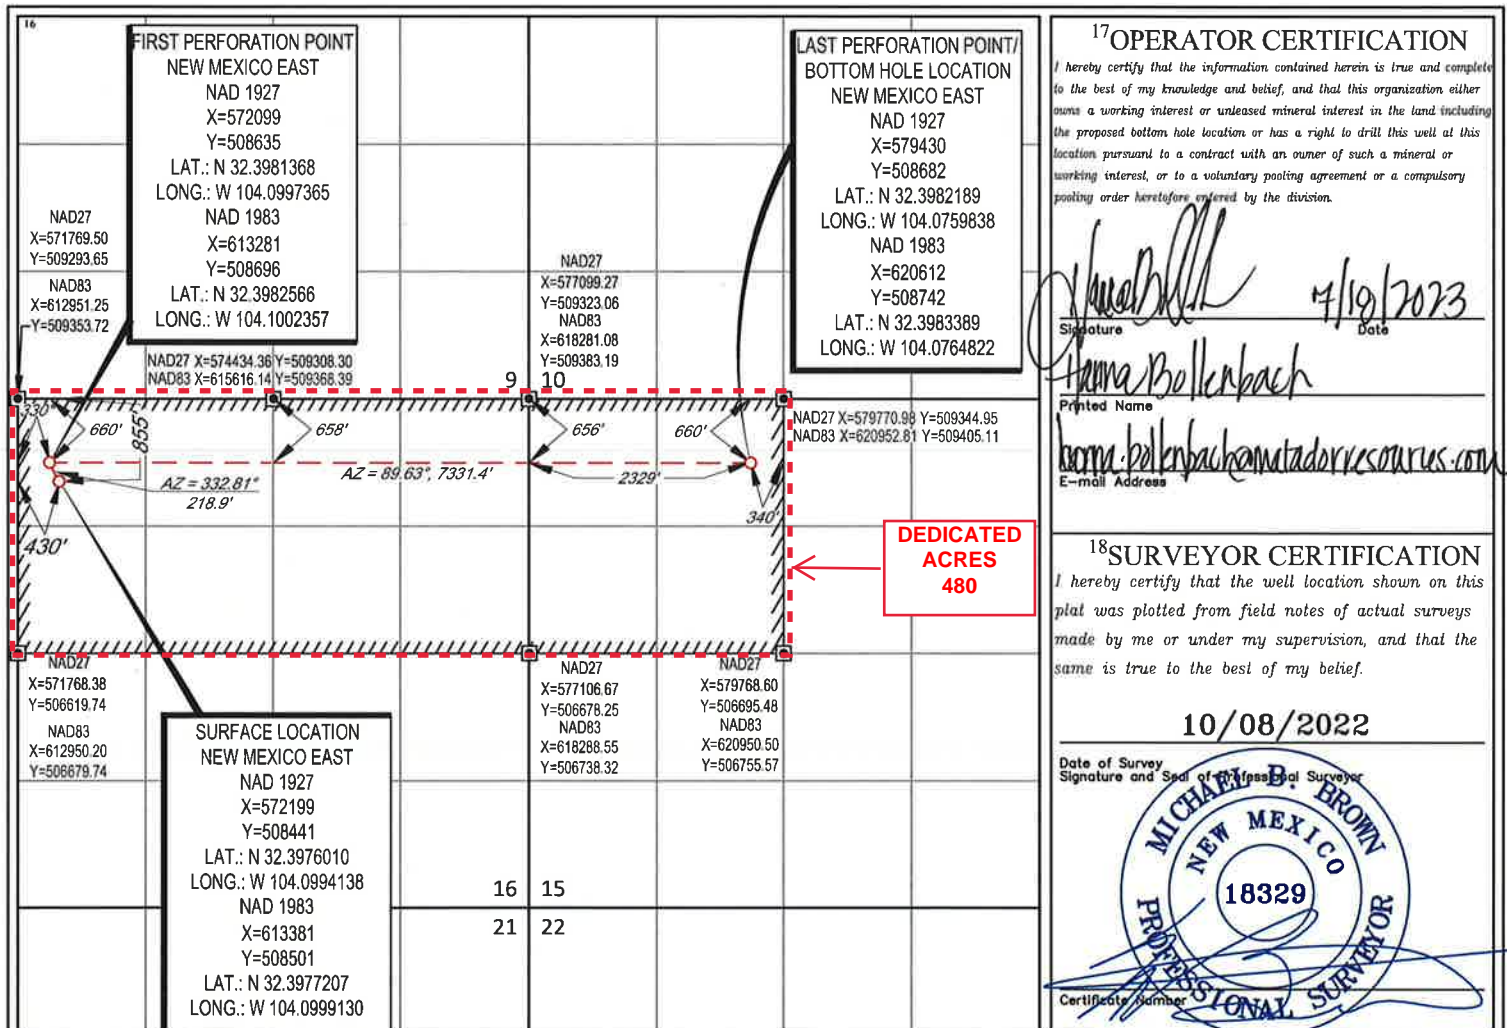 16
FIRST PERFORATION POINT
NEW MEXICO EAST
NAD 1927
X=572099
Y=508635
LAT.: N 32.3981368
LONG.: W 104.0997365
NAD 1983
X=613281
Y=508696
LAT.: N 32.3982566
LONG.: W 104.1002357
LAST PERFORATION POINT/
BOTTOM HOLE LOCATION
NEW MEXICO EAST
NAD 1927
X=579430
Y=508682
LAT.: N 32.3982189
LONG.: W 104.0759838
NAD 1983
X=620612
Y=508742
LAT.: N 32.3983389
LONG.: W 104.0764822
NAD27
X=571769.50
Y=509293.65
NAD83
X=612951.25
Y=509353.72
NAD27
X=577099.27
Y=509323.06
NAD83
X=618281.08
Y=509383.19
NAD27 X=574434.36 Y=509308.30
NAD83 X=615616.14 Y=509368.39
9 10
NAD27 X=579770.98 Y=509344.95
NAD83 X=620952.81 Y=509405.11
330'
660'
855'
658'
656'
660'
AZ = 332.81°
218.9'
AZ = 89.63°, 7331.4'
2329'
340'
430'
DEDICATED
ACRES
480
NAD27
X=571768.38
Y=506619.74
NAD83
X=612950.20
Y=506679.74
NAD27
X=577106.67
Y=506678.25
NAD83
X=618288.55
Y=506738.32
NAD27
X=579768.60
Y=506695.48
NAD83
X=620950.50
Y=506755.57
SURFACE LOCATION
NEW MEXICO EAST
NAD 1927
X=572199
Y=508441
LAT.: N 32.3976010
LONG.: W 104.0994138
NAD 1983
X=613381
Y=508501
LAT.: N 32.3977207
LONG.: W 104.0999130
16 15
21 22
17OPERATOR CERTIFICATION
I hereby certify that the information contained herein is true and complete
to the best of my knowledge and belief, and that this organization either
owns a working interest or unleased mineral interest in the land including
the proposed bottom hole location or has a right to drill this well at this
location pursuant to a contract with an owner of such a mineral or
working interest, or to a voluntary pooling agreement or a compulsory
pooling order heretofore entered by the division.
7/19/2023
Signature Date
Hanna Bollenbach
Printed Name
hanna.bollenbach@matadorresources.com
E-mail Address
18SURVEYOR CERTIFICATION
I hereby certify that the well location shown on this
plat was plotted from field notes of actual surveys
made by me or under my supervision, and that the
same is true to the best of my belief.
10/08/2022
Date of Survey
Signature and Seal of Professional Surveyor
MICHAEL B. BROWN
NEW MEXICO
18329
PROFESSIONAL SURVEYOR
Certificate Number